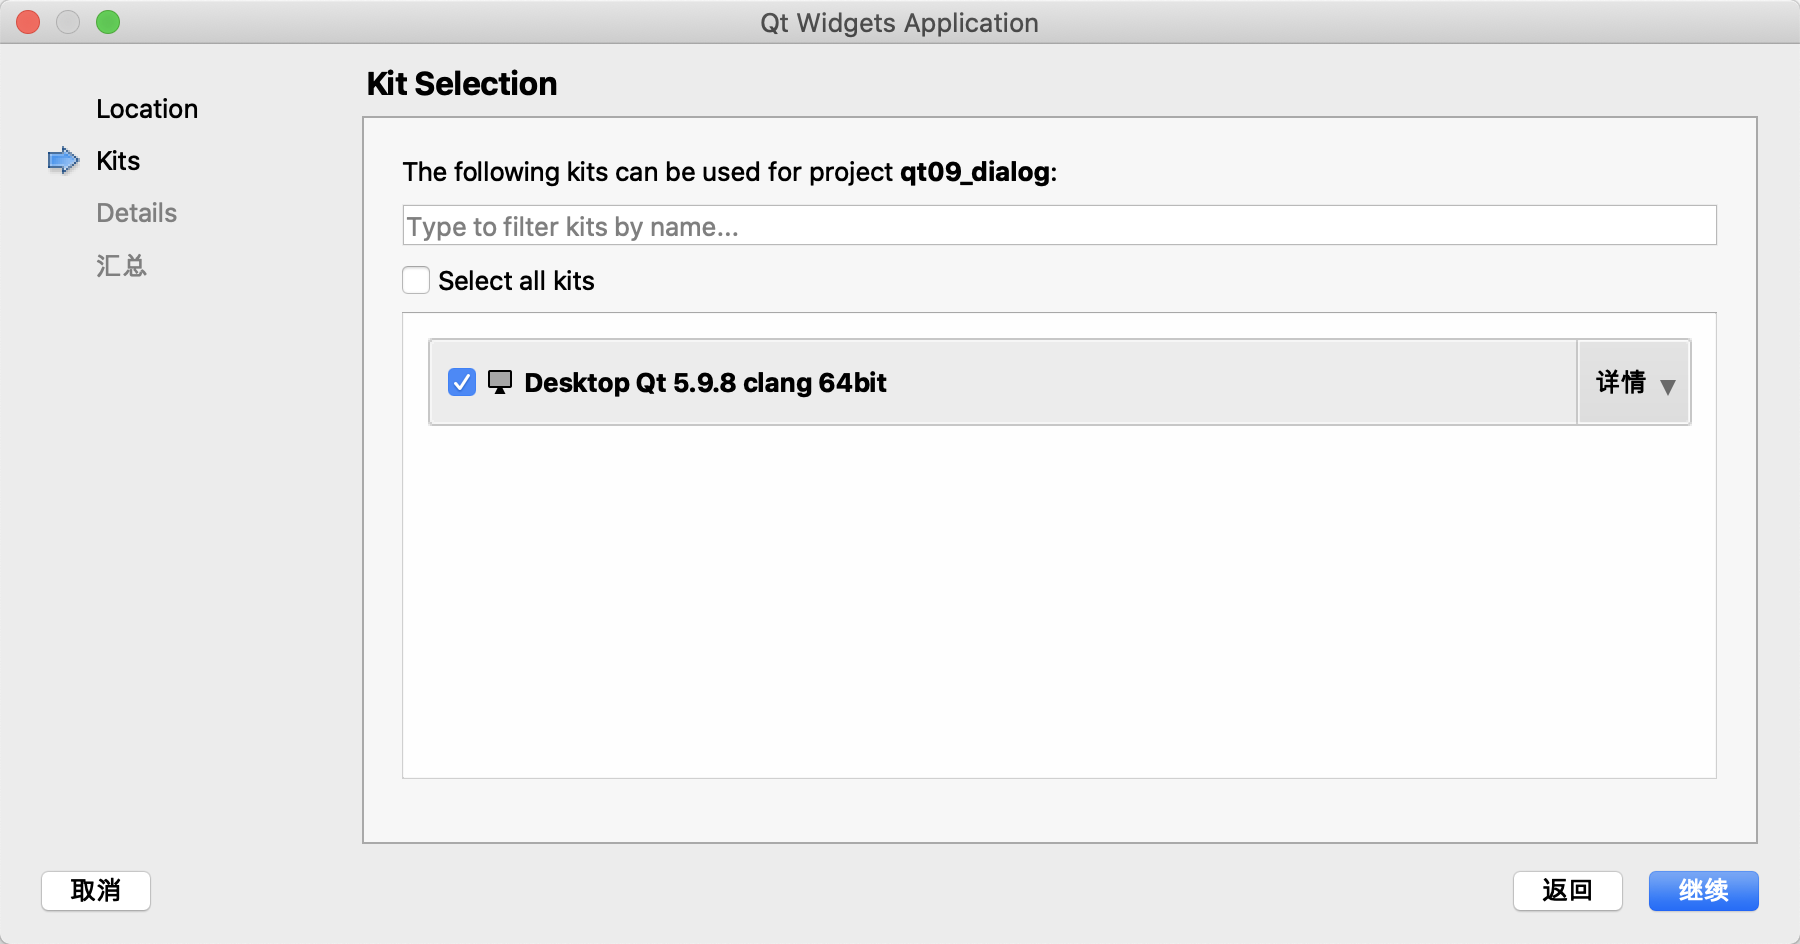 Qt Widgets Application
Location
Kits
Details
汇总
Kit Selection
The following kits can be used for project qt09_dialog:
Type to filter kits by name...
Select all kits
Desktop Qt 5.9.8 clang 64bit
详情
取消
返回
继续